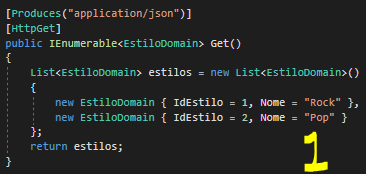 [Produces("application/json")]
[HttpGet]
public IEnumerable<EstiloDomain> Get()
{
    List<EstiloDomain> estilos = new List<EstiloDomain>()
    {
        new EstiloDomain { IdEstilo = 1, Nome = "Rock" },
        new EstiloDomain { IdEstilo = 2, Nome = "Pop" }
    };
    return estilos;
}
1